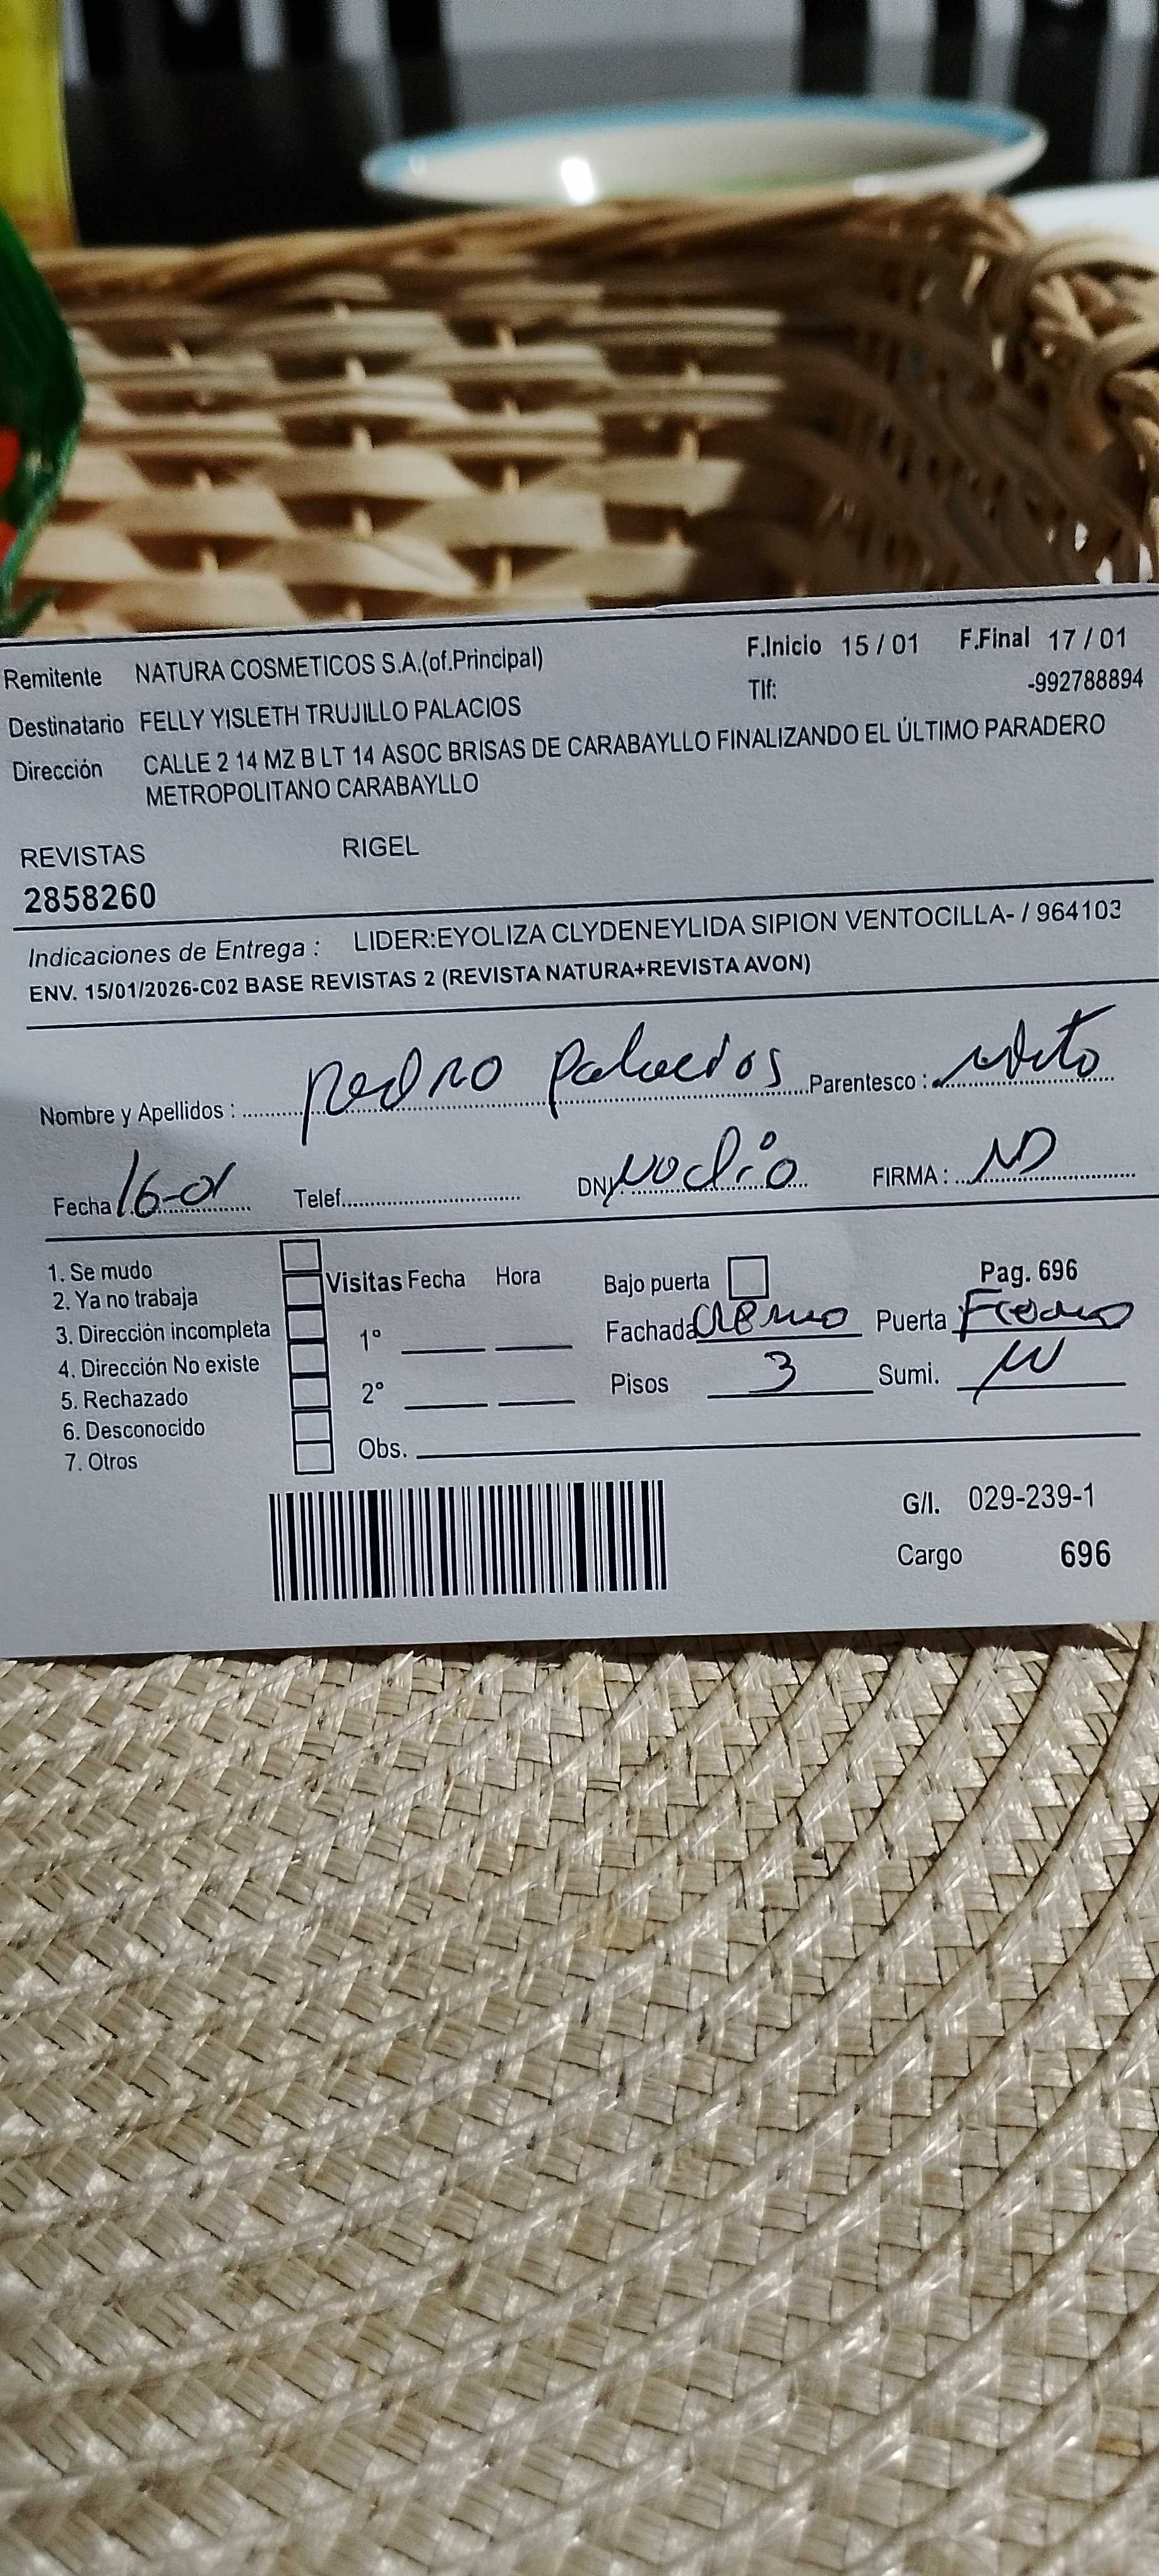 Remitente NATURA COSMETICOS S.A.(of.Principal) F.Inicio 15 / 01 F.Final 17 / 01
Tlf: -992788894
Destinatario FELLY YISLETH TRUJILLO PALACIOS
Dirección CALLE 2 14 MZ B LT 14 ASOC BRISAS DE CARABAYLLO FINALIZANDO EL ÚLTIMO PARADERO
METROPOLITANO CARABAYLLO
REVISTAS RIGEL
2858260
Indicaciones de Entrega : LIDER:EYOLIZA CLYDENEYLIDA SIPION VENTOCILLA- / 964103
ENV. 15/01/2026-C02 BASE REVISTAS 2 (REVISTA NATURA+REVISTA AVON)
Nombre y Apellidos : pedro palacios Parentesco :
Fecha 16-01 Telef. DNI no dio FIRMA :
1. Se mudo
2. Ya no trabaja
3. Dirección incompleta
4. Dirección No existe
5. Rechazado
6. Desconocido
7. Otros
Visitas Fecha Hora
1°
2°
Obs.
Bajo puerta Pag. 696
Fachada Puerta
Pisos 3 Sumi.
G/I. 029-239-1
Cargo 696